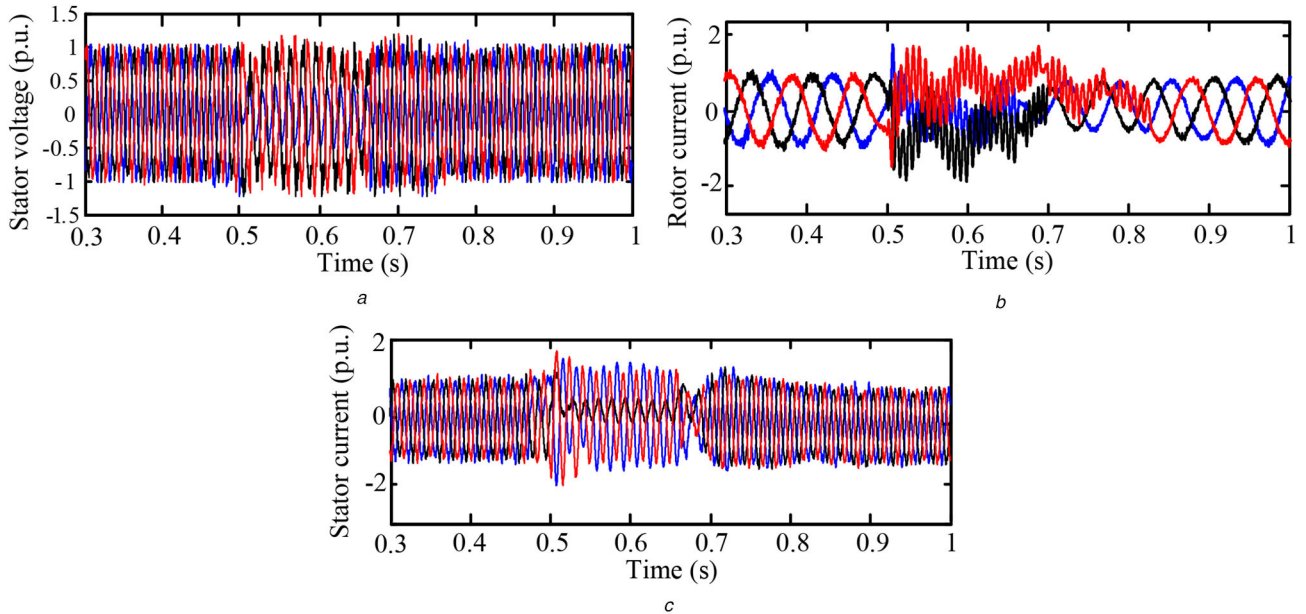 Stator voltage (p.u.)
1.5
1
0.5
0
-0.5
-1
-1.5
0.3 0.4 0.5 0.6 0.7 0.8 0.9 1
Time (s)
a
Rotor current (p.u.)
2
0
-2
0.3 0.4 0.5 0.6 0.7 0.8 0.9 1
Time (s)
b
Stator current (p.u.)
2
0
-2
0.3 0.4 0.5 0.6 0.7 0.8 0.9 1
Time (s)
c